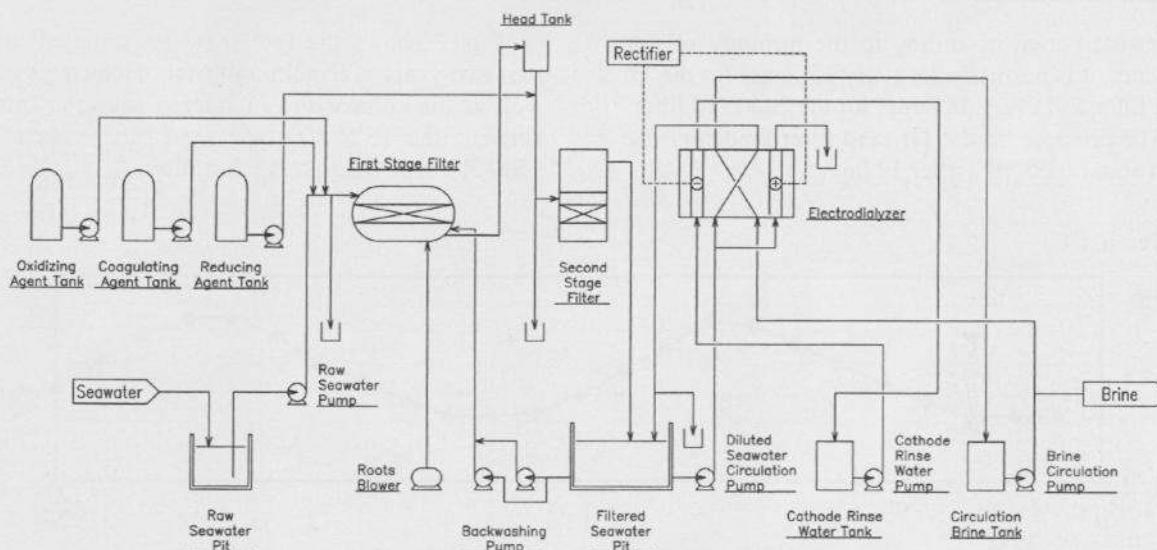 Head Tank
Rectifier
First Stage Filter
Electrodialyzer
Oxidizing
Agent Tank
Coagulating
Agent Tank
Reducing
Agent Tank
Second
Stage
Filter
Seawater
Raw
Seawater
Pump
Brine
Roots
Blower
Diluted
Seawater
Circulation
Pump
Cathode
Rinse
Water
Pump
Brine
Circulation
Pump
Raw
Seawater
Pit
Backwashing
Pump
Filtered
Seawater
Pit
Cathode Rinse
Water Tank
Circulation
Brine Tank